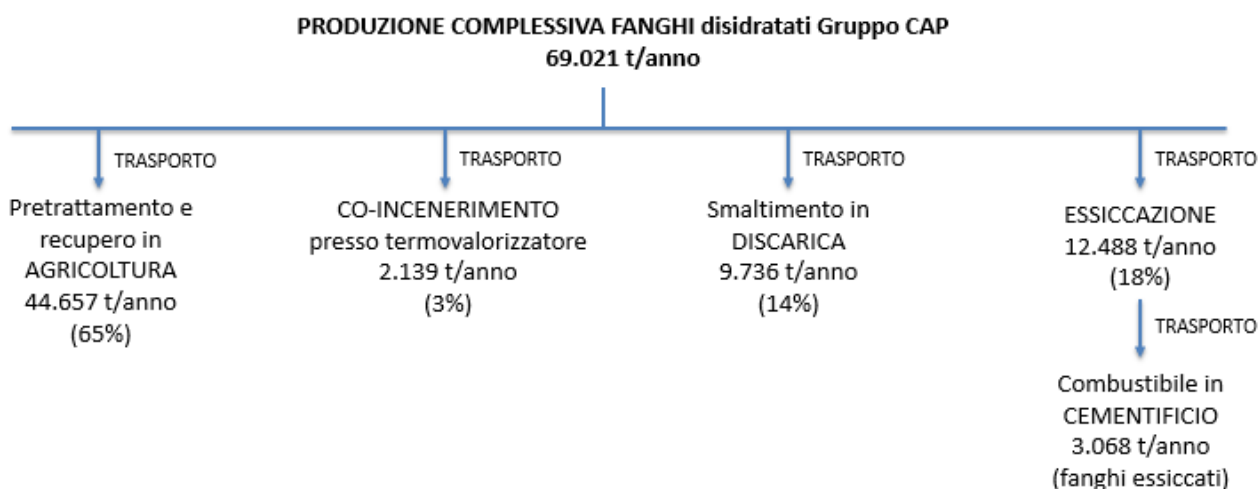 PRODUZIONE COMPLESSIVA FANGHI disidratati Gruppo CAP
69.021 t/anno
TRASPORTO
Pretrattamento e
recupero in
AGRICOLTURA
44.657 t/anno
(65%)
TRASPORTO
CO-INCENERIMENTO
presso termovalorizzatore
2.139 t/anno
(3%)
TRASPORTO
Smaltimento in
DISCARICA
9.736 t/anno
(14%)
TRASPORTO
ESSICCAZIONE
12.488 t/anno
(18%)
TRASPORTO
Combustibile in
CEMENTIFICIO
3.068 t/anno
(fanghi essiccati)